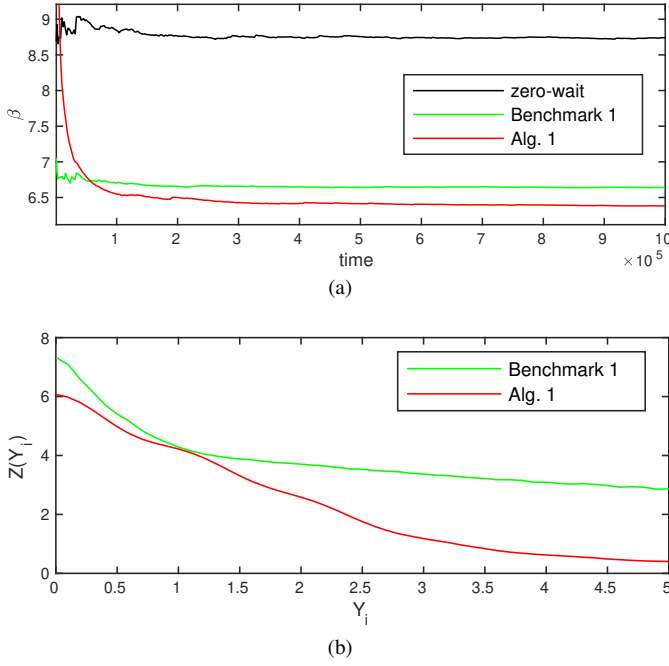 9
8.5
8
7.5
7
6.5
β
zero-wait
Benchmark 1
Alg. 1
1 2 3 4 5 6 7 8 9 10
time
× 10^5
(a)
8
6
4
2
0
Z(Y_i)
Benchmark 1
Alg. 1
0 0.5 1 1.5 2 2.5 3 3.5 4 4.5 5
Y_i
(b)